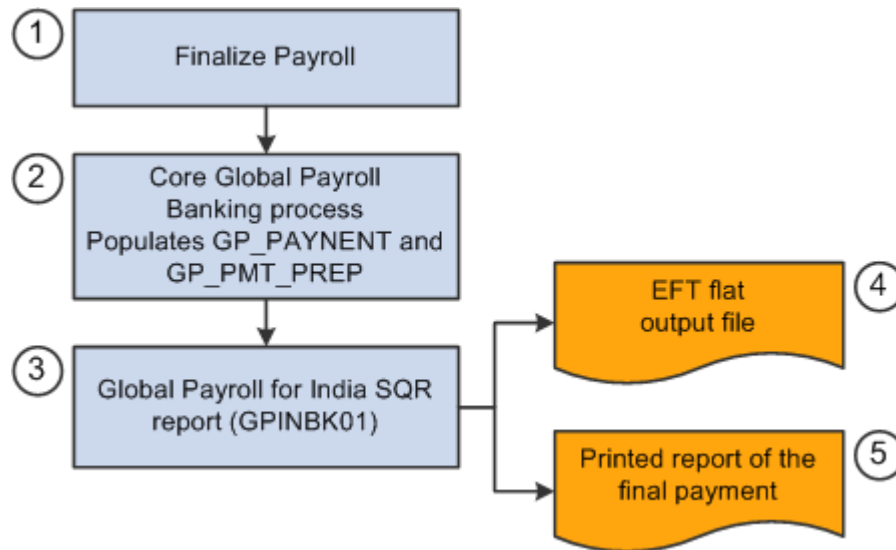 1
Finalize Payroll
2
Core Global Payroll
Banking process
Populates GP_PAYNENT and
GP_PMT_PREP
3
Global Payroll for India SQR
report (GPINBK01)
4
EFT flat
output file
5
Printed report of the
final payment